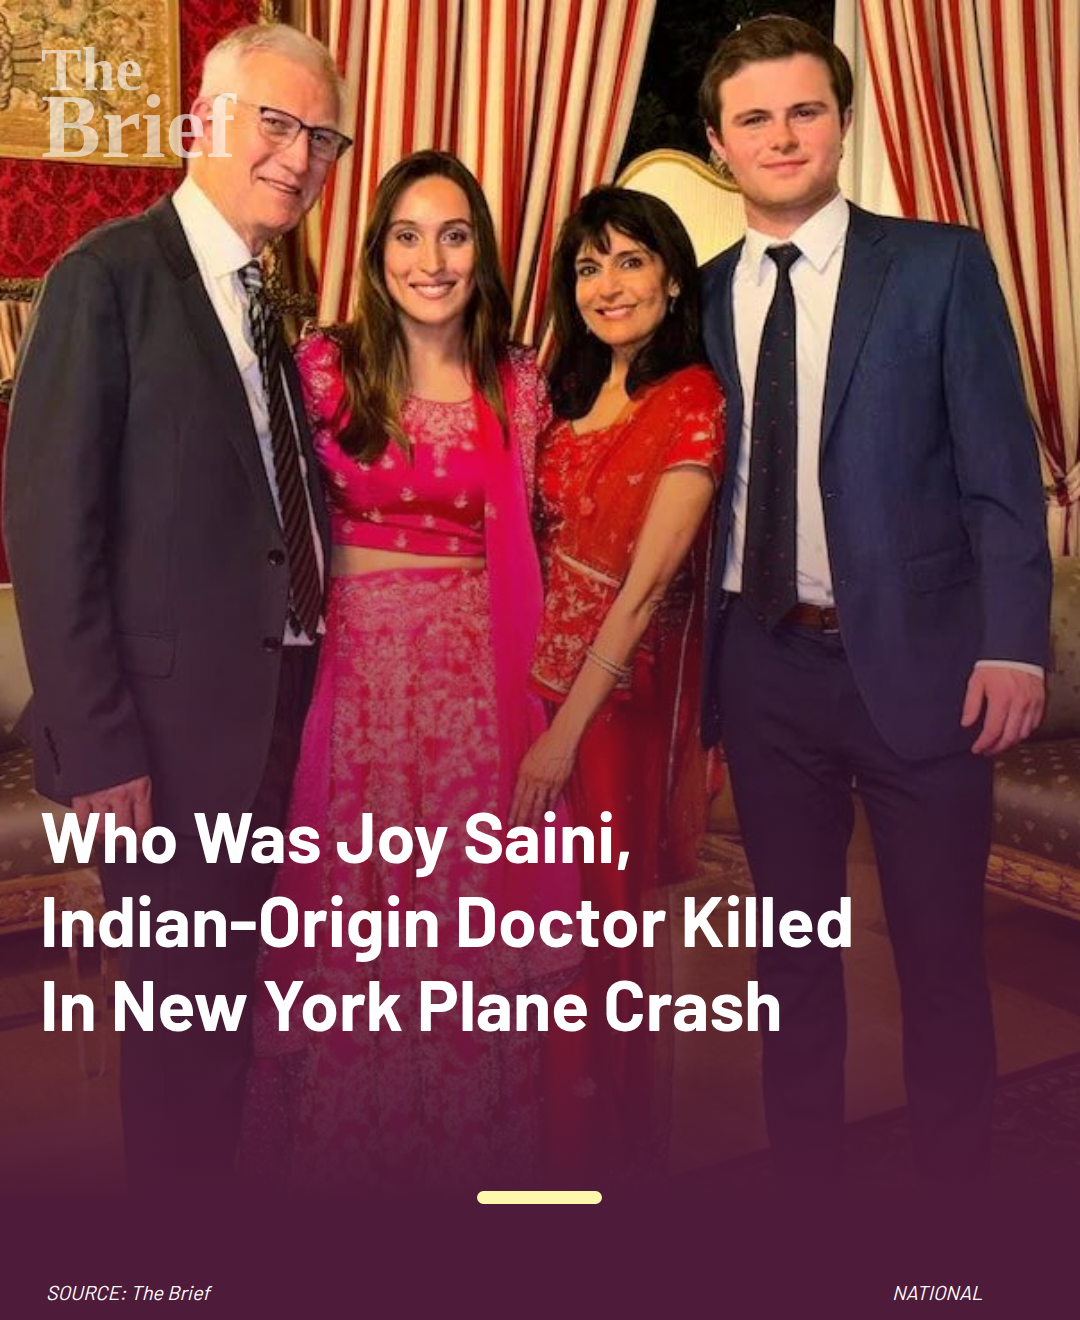 The
Brief
Who Was Joy Saini,
Indian-Origin Doctor Killed
In New York Plane Crash
SOURCE: The Brief
NATIONAL